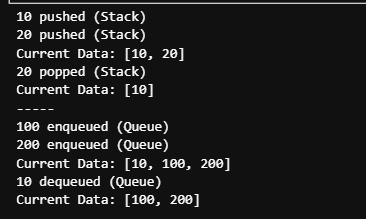 10 pushed (Stack)
20 pushed (Stack)
Current Data: [10, 20]
20 popped (Stack)
Current Data: [10]
-----
100 enqueued (Queue)
200 enqueued (Queue)
Current Data: [10, 100, 200]
10 dequeued (Queue)
Current Data: [100, 200]